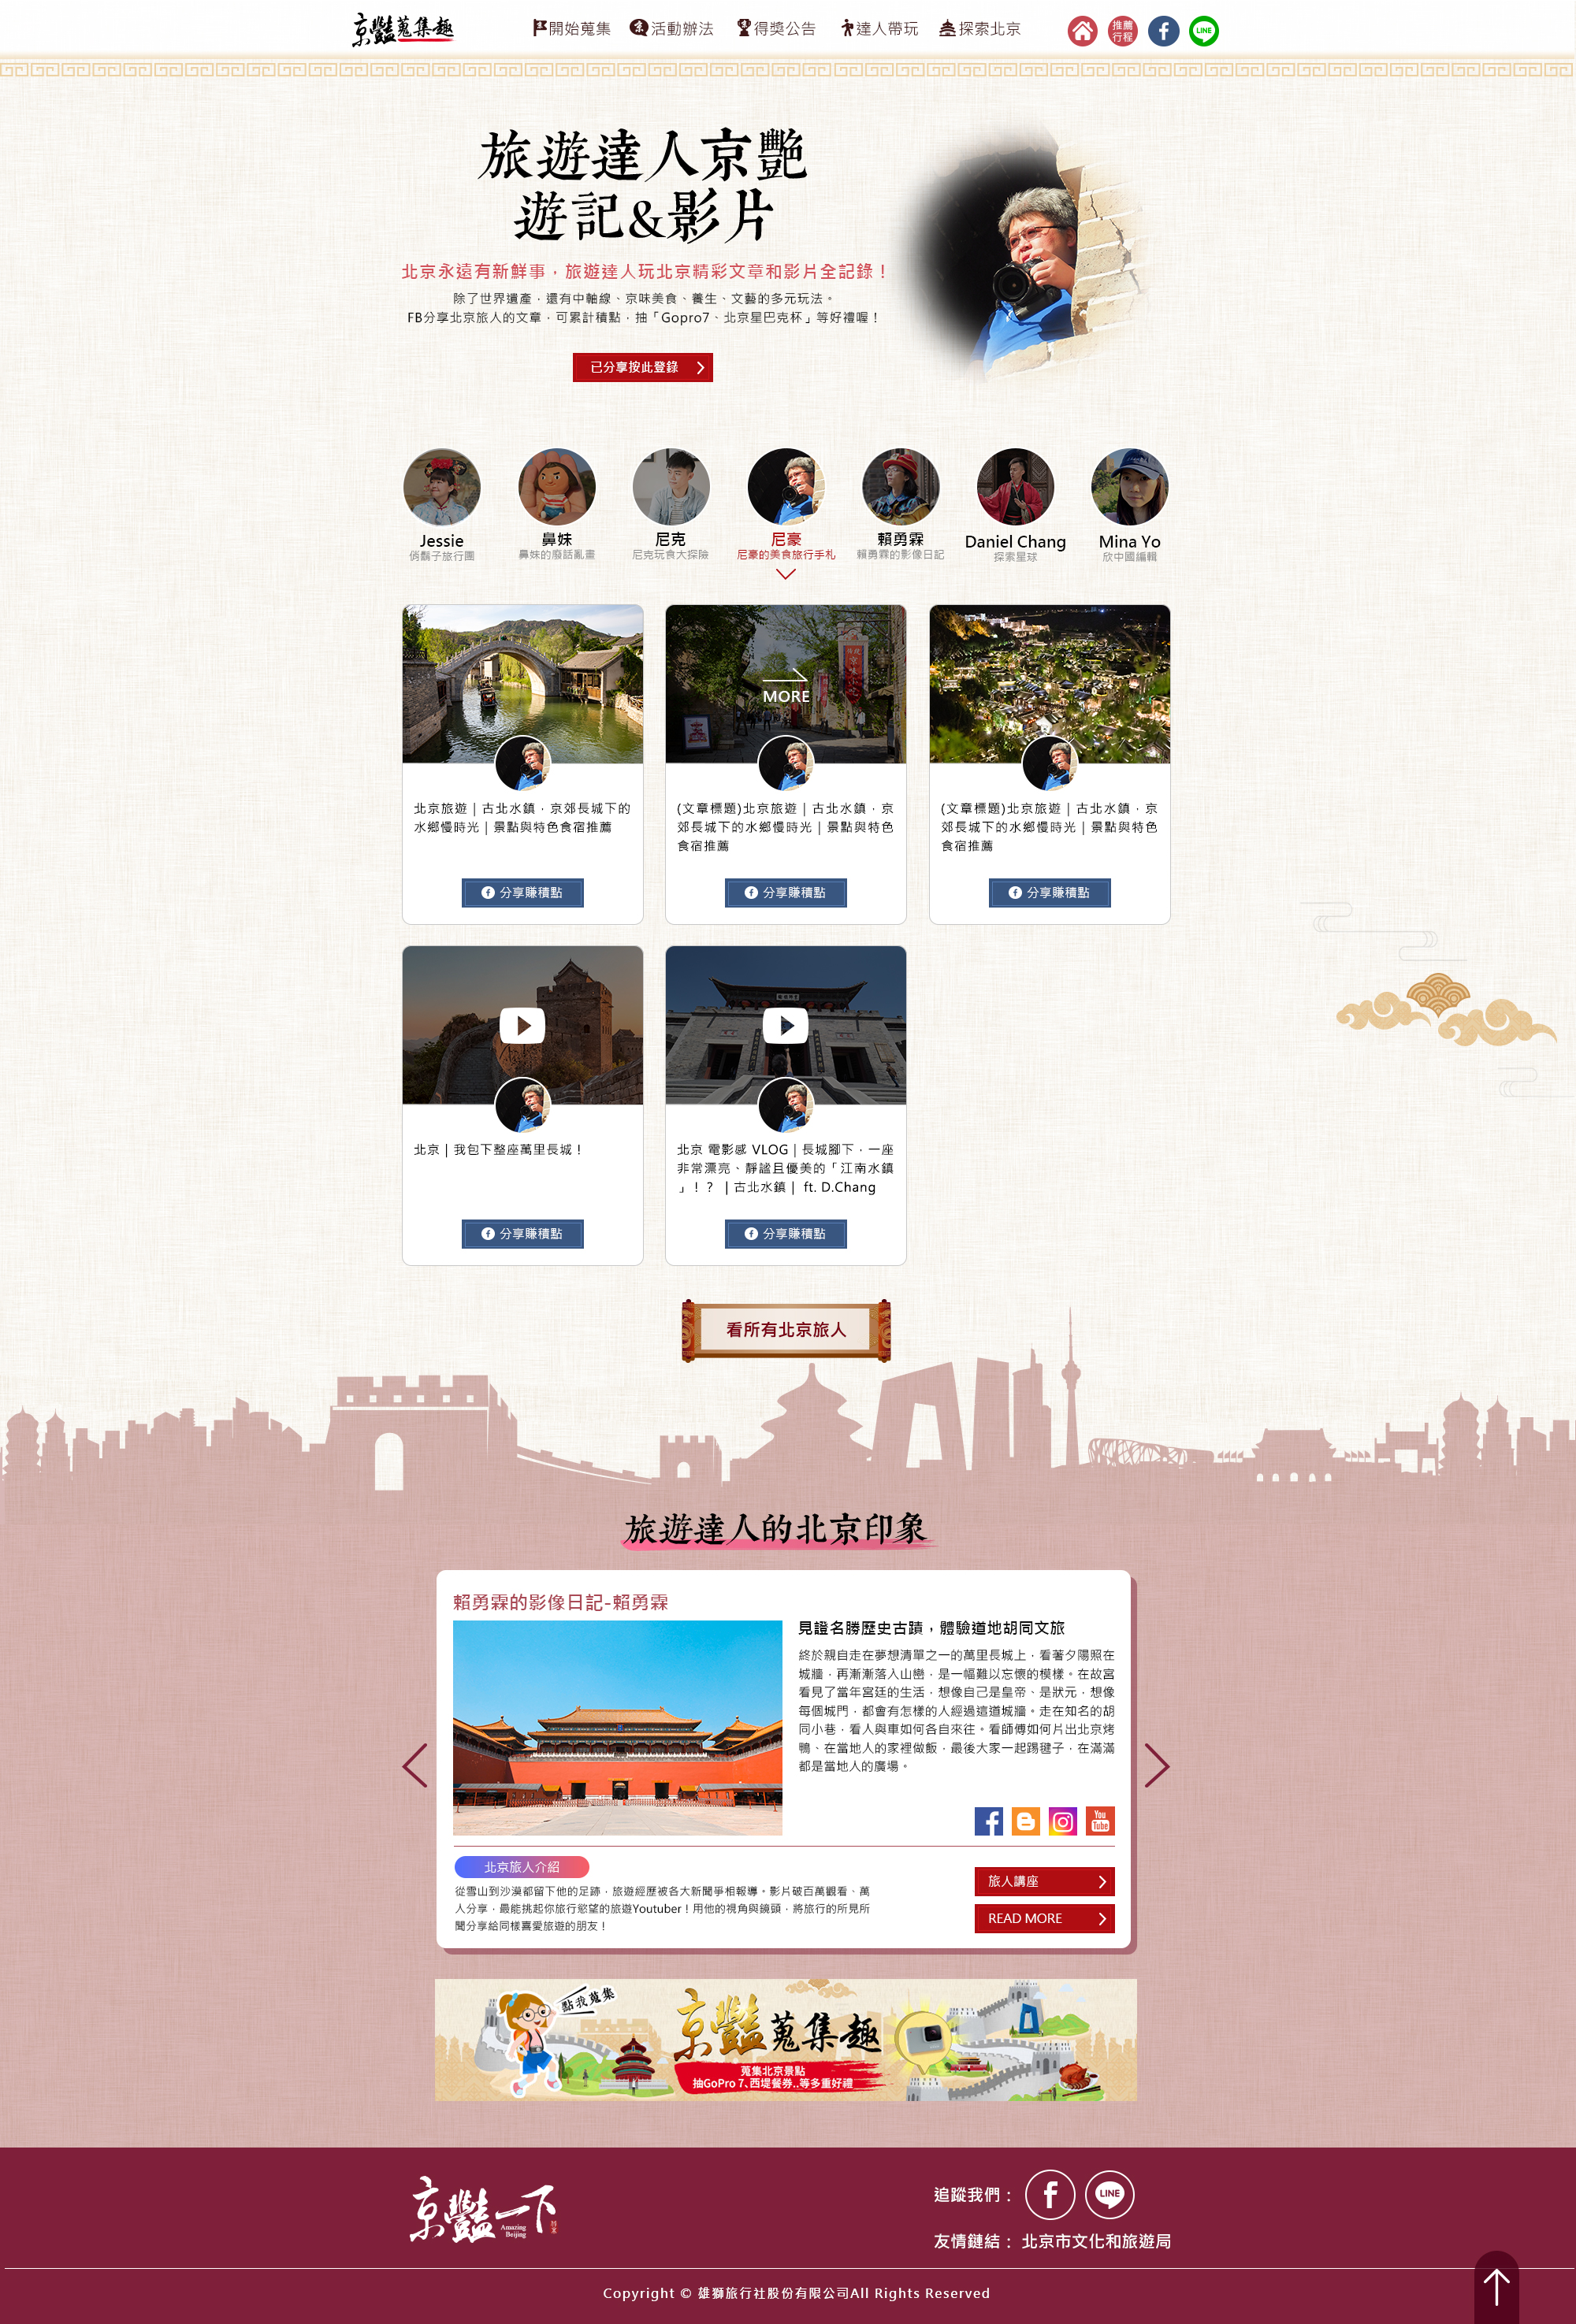 京豔蒐集趣
開始蒐集
活動辦法
得獎公告
達人帶玩
探索北京
推薦
行程
LINE
旅遊達人京艷
遊記&影片
北京永遠有新鮮事，旅遊達人玩北京精彩文章和影片全記錄！
除了世界遺產，還有中軸線、京味美食、養生、文藝的多元玩法。
FB分享北京旅人的文章，可累計積點，抽「Gopro7、北京星巴克杯」等好禮喔！
已分享按此登錄
Jessie
俏鬍子旅行團
鼻妹
鼻妹的廢話亂畫
尼克
尼克玩食大探險
尼豪
尼豪的美食旅行手札
賴勇霖
賴勇霖的影像日記
Daniel Chang
探索星球
Mina Yo
欣中國編輯
京味小吃
MORE
北京旅遊｜古北水鎮，京郊長城下的
水鄉慢時光｜景點與特色食宿推薦
分享賺積點
(文章標題)北京旅遊｜古北水鎮，京
郊長城下的水鄉慢時光｜景點與特色
食宿推薦
分享賺積點
(文章標題)北京旅遊｜古北水鎮，京
郊長城下的水鄉慢時光｜景點與特色
食宿推薦
分享賺積點
北京 | 我包下整座萬里長城！
分享賺積點
北京 電影感 VLOG｜長城腳下，一座
非常漂亮、靜謐且優美的「江南水鎮
」！？ | 古北水鎮｜ ft. D.Chang
分享賺積點
看所有北京旅人
旅遊達人的北京印象
賴勇霖的影像日記-賴勇霖
見證名勝歷史古蹟，體驗道地胡同文旅
終於親自走在夢想清單之一的萬里長城上，看著夕陽照在
城牆，再漸漸落入山巒，是一幅難以忘懷的模樣。在故宮
看見了當年宮廷的生活，想像自己是皇帝、是狀元，想像
每個城門，都會有怎樣的人經過這道城牆。走在知名的胡
同小巷，看人與車如何各自來往。看師傅如何片出北京烤
鴨、在當地人的家裡做飯，最後大家一起踢毽子，在滿滿
都是當地人的廣場。
You
Tube
北京旅人介紹
從雪山到沙漠都留下他的足跡，旅遊經歷被各大新聞爭相報導。影片破百萬觀看、萬
人分享，最能挑起你旅行慾望的旅遊Youtuber！用他的視角與鏡頭，將旅行的所見所
聞分享給同樣喜愛旅遊的朋友！
旅人講座
READ MORE
點我蒐集
京豔蒐集趣
蒐集北京景點
抽GoPro 7、西堤餐券..等多重好禮
京豔一下
Amazing
Beijing
追蹤我們：
LINE
友情鏈結： 北京市文化和旅遊局
Copyright © 雄獅旅行社股份有限公司All Rights Reserved